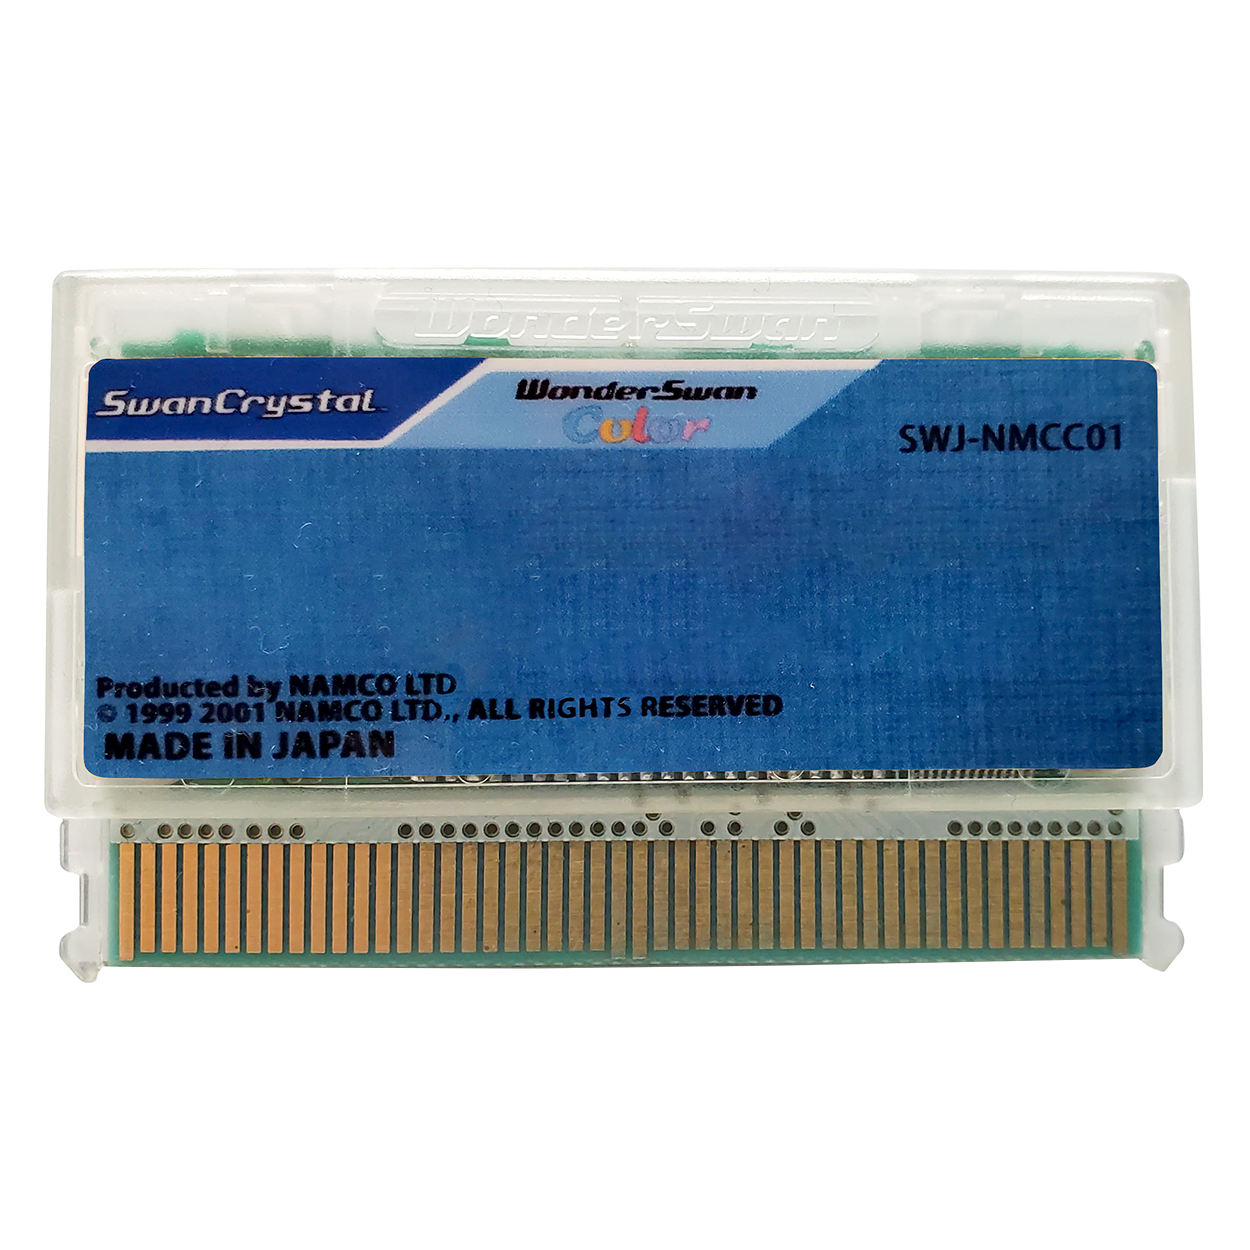 WonderSwan
SwanCrystal
WonderSwan
Color
SWJ-NMCC01
Produced by NAMCO LTD
© 1999 2001 NAMCO LTD., ALL RIGHTS RESERVED
MADE IN JAPAN